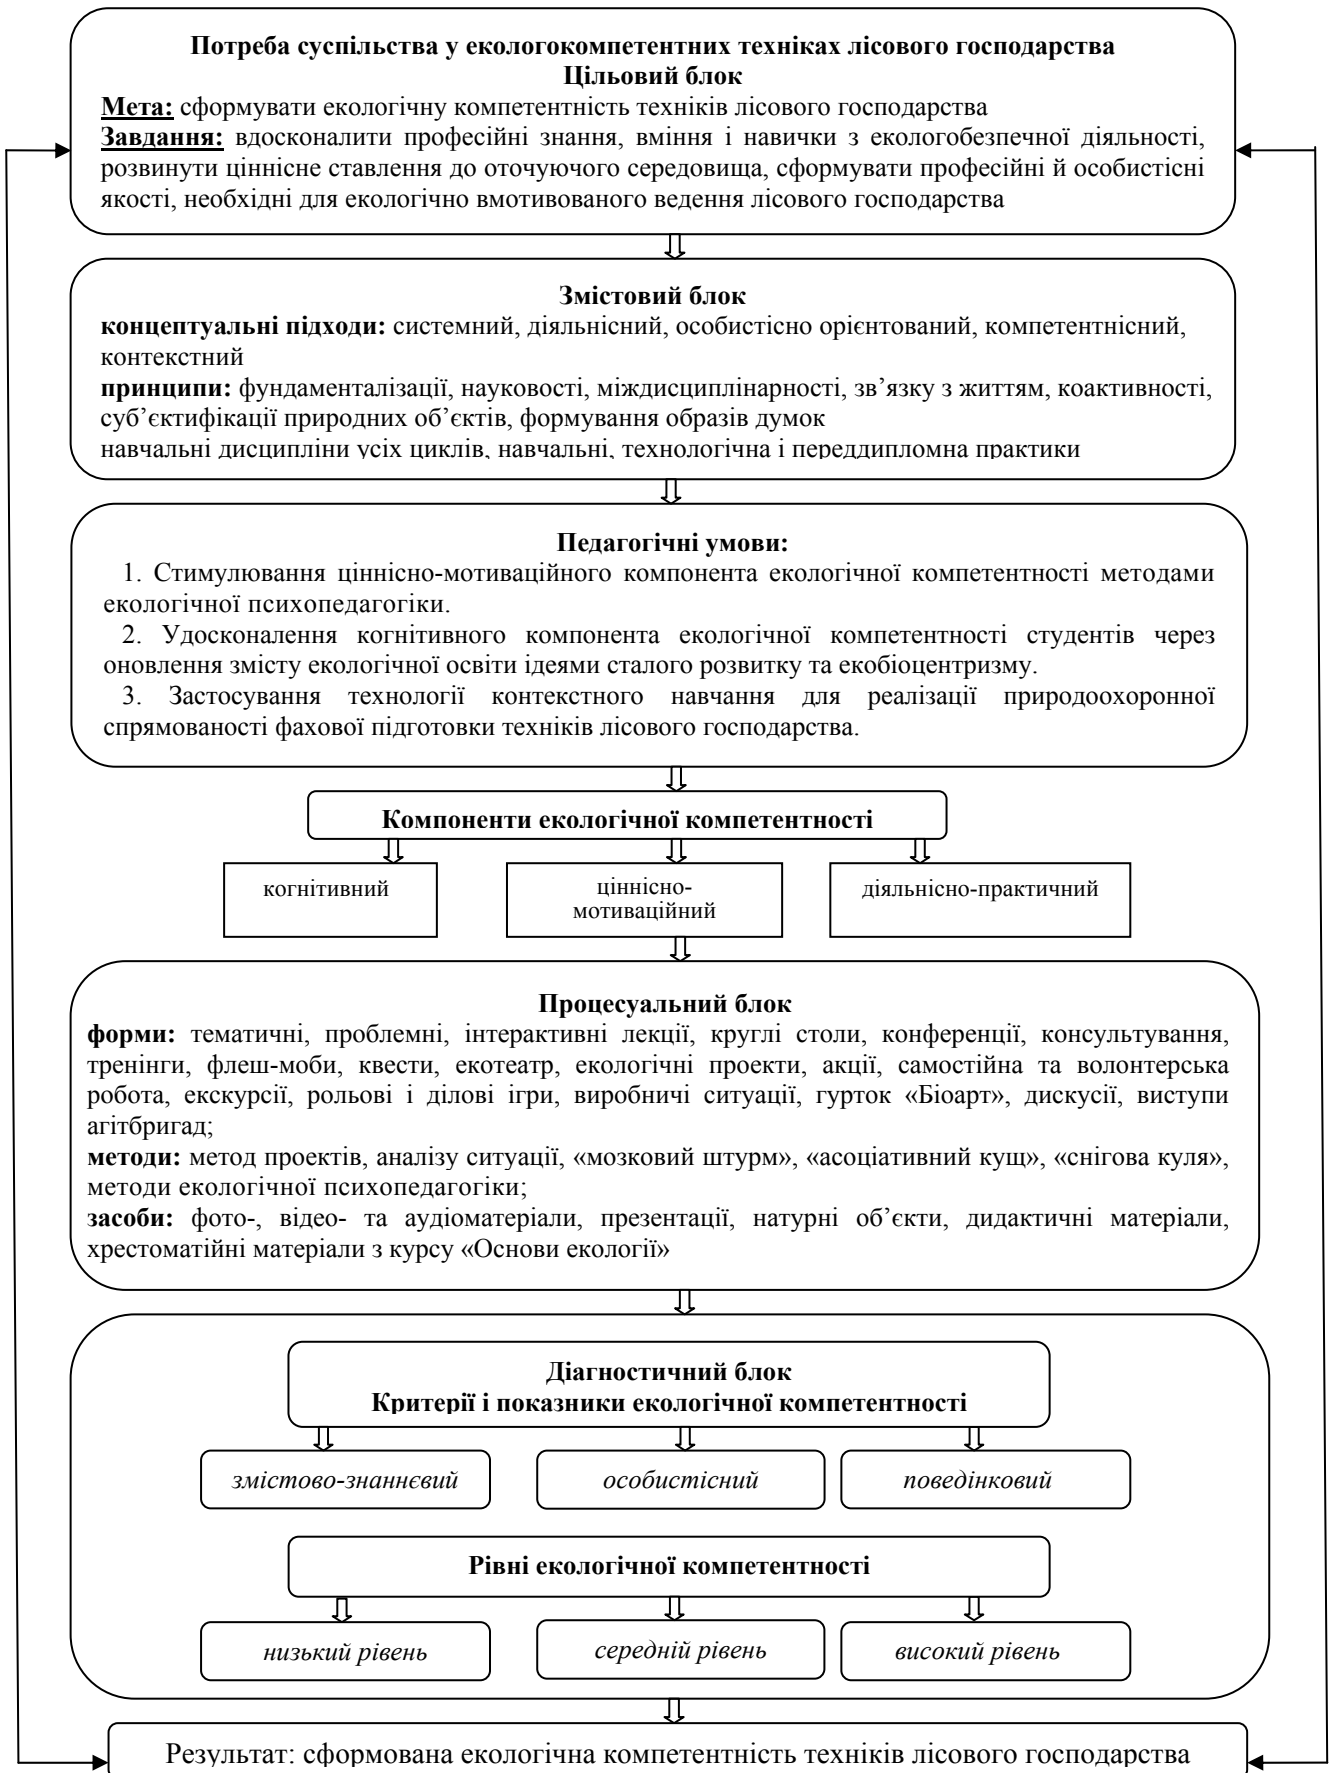 Потреба суспільства у екологокомпетентних техніках лісового господарства
Цільовий блок
Мета: сформувати екологічну компетентність техніків лісового господарства
Завдання: вдосконалити професійні знання, вміння і навички з екологобезпечної діяльності,
розвинути ціннісне ставлення до оточуючого середовища, сформувати професійні й особистісні
якості, необхідні для екологічно вмотивованого ведення лісового господарства
Змістовий блок
концептуальні підходи: системний, діяльнісний, особистісно орієнтований, компетентнісний,
контекстний
принципи: фундаменталізації, науковості, міждисциплінарності, зв’язку з життям, коактивності,
суб’єктифікації природних об’єктів, формування образів думок
навчальні дисципліни усіх циклів, навчальні, технологічна і переддипломна практики
Педагогічні умови:
1. Стимулювання ціннісно-мотиваційного компонента екологічної компетентності методами
екологічної психопедагогіки.
2. Удосконалення когнітивного компонента екологічної компетентності студентів через
оновлення змісту екологічної освіти ідеями сталого розвитку та екобіоцентризму.
3. Застосування технології контекстного навчання для реалізації природоохоронної
спрямованості фахової підготовки техніків лісового господарства.
Компоненти екологічної компетентності
когнітивний
ціннісно-
мотиваційний
діяльнісно-практичний
Процесуальний блок
форми: тематичні, проблемні, інтерактивні лекції, круглі столи, конференції, консультування,
тренінги, флеш-моби, квести, екотеатр, екологічні проекти, акції, самостійна та волонтерська
робота, екскурсії, рольові і ділові ігри, виробничі ситуації, гурток «Біоарт», дискусії, виступи
агітбригад;
методи: метод проектів, аналізу ситуації, «мозковий штурм», «асоціативний кущ», «снігова куля»,
методи екологічної психопедагогіки;
засоби: фото-, відео- та аудіоматеріали, презентації, натурні об’єкти, дидактичні матеріали,
хрестоматійні матеріали з курсу «Основи екології»
Діагностичний блок
Критерії і показники екологічної компетентності
змістово-знаннєвий
особистісний
поведінковий
Рівні екологічної компетентності
низький рівень
середній рівень
високий рівень
Результат: сформована екологічна компетентність техніків лісового господарства